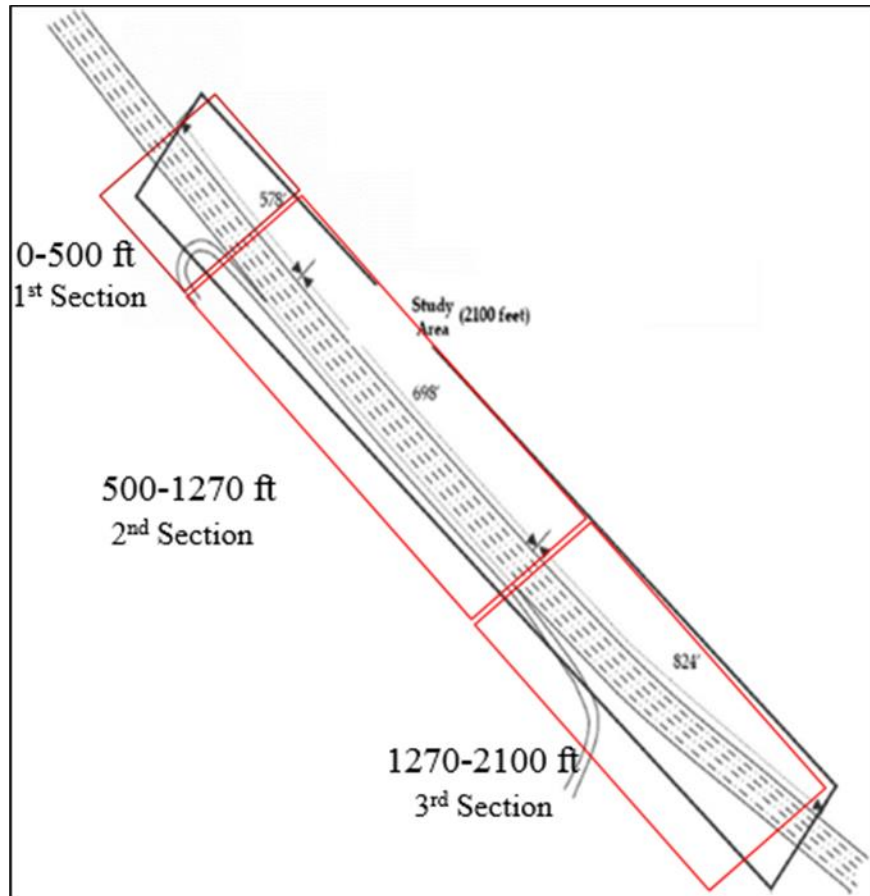 578′
0-500 ft
1st Section
Study
Area (2100 feet)
698′
500-1270 ft
2nd Section
824′
1270-2100 ft
3rd Section